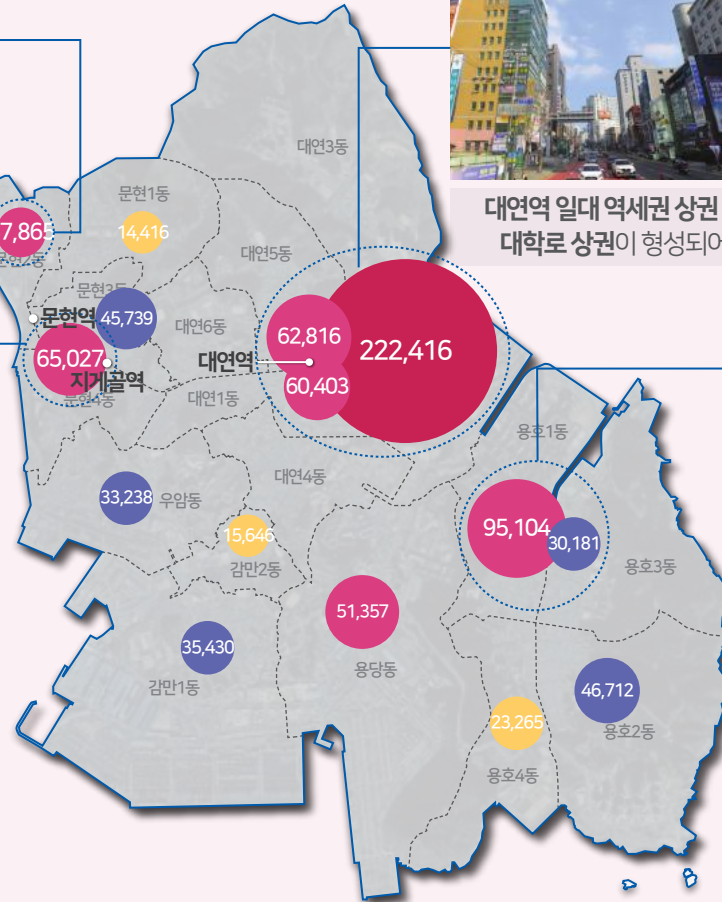 대연3동
대연역 일대 역세권 상권
대학로 상권이 형성되어
문현1동
14,416
7,865
대연5동
문현3동
문현역
45,739
대연6동
62,816
222,416
65,027
대연역
60,403
지게골역
문현4동
대연1동
용호1동
대연4동
33,238
우암동
95,104
30,181
15,646
감만2동
용호3동
51,357
35,430
용당동
감만1동
46,712
23,265
용호2동
용호4동